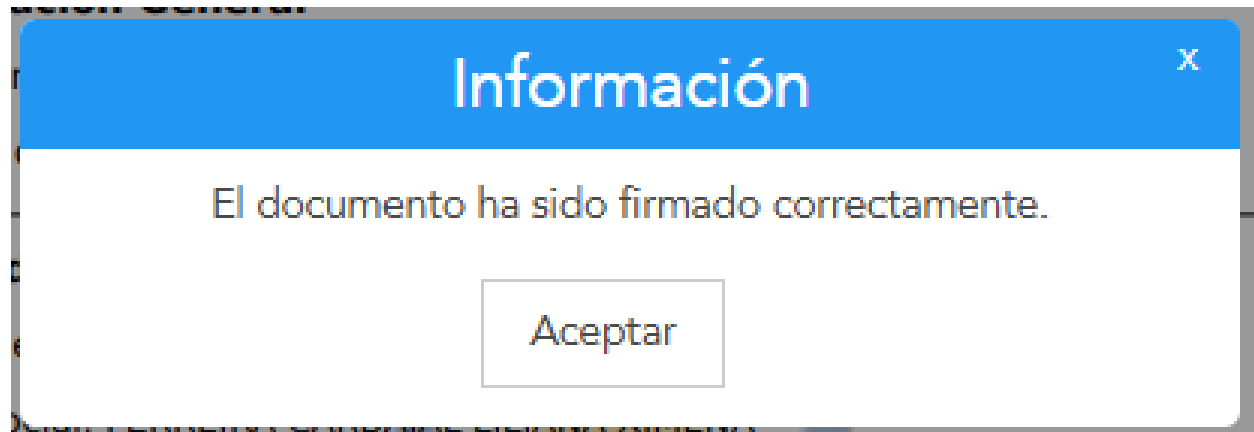 Información
x
El documento ha sido firmado correctamente.
Aceptar